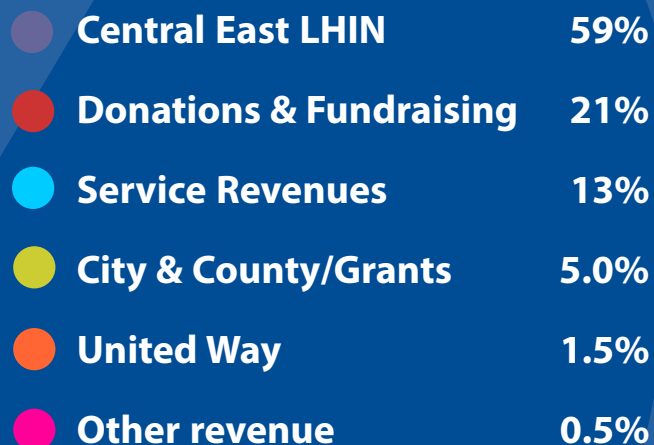 Central East LHIN 59%
Donations & Fundraising 21%
Service Revenues 13%
City & County/Grants 5.0%
United Way 1.5%
Other revenue 0.5%